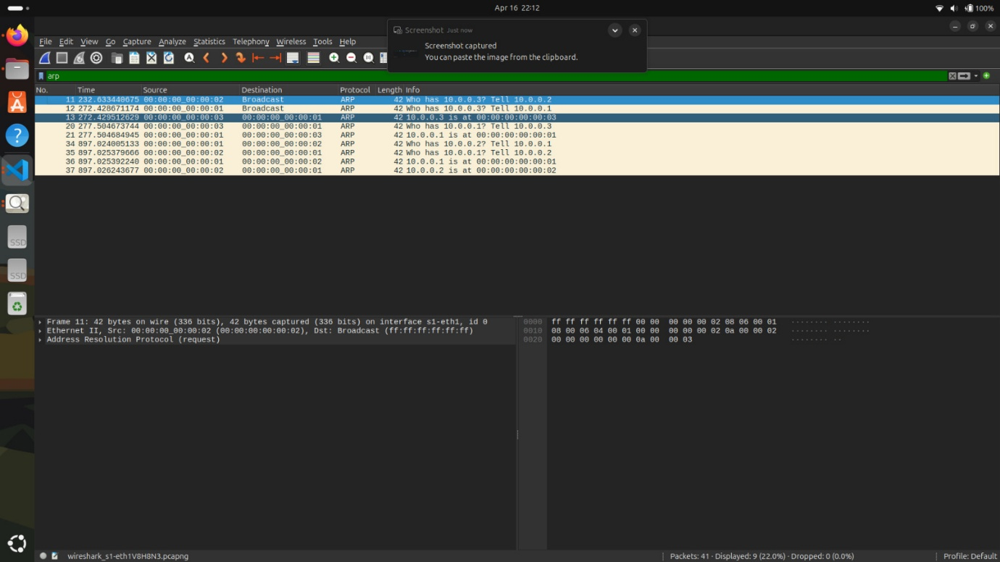 Apr 16 22:12
100%
Screenshot Just now
Screenshot captured
You can paste the image from the clipboard.
File Edit View Go Capture Analyze Statistics Telephony Wireless Tools Help
arp
No. Time Source Destination Protocol Length Info
11 232.633440675 00:00:00_00:00:02 Broadcast ARP 42 Who has 10.0.0.3? Tell 10.0.0.2
12 272.428671174 00:00:00_00:00:01 Broadcast ARP 42 Who has 10.0.0.3? Tell 10.0.0.1
13 272.429512629 00:00:00_00:00:03 00:00:00_00:00:01 ARP 42 10.0.0.3 is at 00:00:00:00:00:03
20 277.504673744 00:00:00_00:00:03 00:00:00_00:00:01 ARP 42 Who has 10.0.0.1? Tell 10.0.0.3
21 277.504684945 00:00:00_00:00:01 00:00:00_00:00:03 ARP 42 10.0.0.1 is at 00:00:00:00:00:01
34 897.024005133 00:00:00_00:00:01 00:00:00_00:00:02 ARP 42 Who has 10.0.0.2? Tell 10.0.0.1
35 897.025379666 00:00:00_00:00:02 00:00:00_00:00:01 ARP 42 Who has 10.0.0.1? Tell 10.0.0.2
36 897.025392240 00:00:00_00:00:01 00:00:00_00:00:02 ARP 42 10.0.0.1 is at 00:00:00:00:00:01
37 897.026243677 00:00:00_00:00:02 00:00:00_00:00:01 ARP 42 10.0.0.2 is at 00:00:00:00:00:02
SSD
SSD
Frame 11: 42 bytes on wire (336 bits), 42 bytes captured (336 bits) on interface s1-eth1, id 0
Ethernet II, Src: 00:00:00_00:00:02 (00:00:00:00:00:02), Dst: Broadcast (ff:ff:ff:ff:ff:ff)
Address Resolution Protocol (request)
0000 ff ff ff ff ff ff 00 00 00 00 00 02 08 06 00 01 ········ ········
0010 08 00 06 04 00 01 00 00 00 00 00 02 0a 00 00 02 ········ ········
0020 00 00 00 00 00 00 0a 00 00 03 ········ ··
wireshark_s1-eth1V8H8N3.pcapng
Packets: 41 · Displayed: 9 (22.0%) · Dropped: 0 (0.0%)
Profile: Default